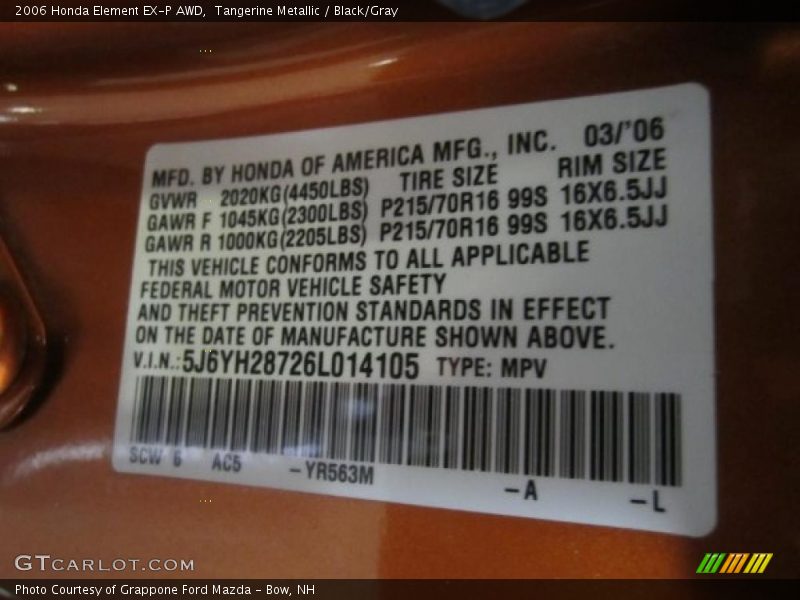 2006 Honda Element EX-P AWD,  Tangerine Metallic / Black/Gray
MFD. BY HONDA OF AMERICA MFG., INC. 03/'06
GVWR 2020KG(4450LBS) TIRE SIZE RIM SIZE
GAWR F 1045KG(2300LBS) P215/70R16 99S 16X6.5JJ
GAWR R 1000KG(2205LBS) P215/70R16 99S 16X6.5JJ
THIS VEHICLE CONFORMS TO ALL APPLICABLE
FEDERAL MOTOR VEHICLE SAFETY
AND THEFT PREVENTION STANDARDS IN EFFECT
ON THE DATE OF MANUFACTURE SHOWN ABOVE.
V.I.N.: 5J6YH28726L014105 TYPE: MPV
SCW 6 AC5 -YR563M -A -L
GTCARLOT.COM
Photo Courtesy of Grappone Ford Mazda - Bow, NH